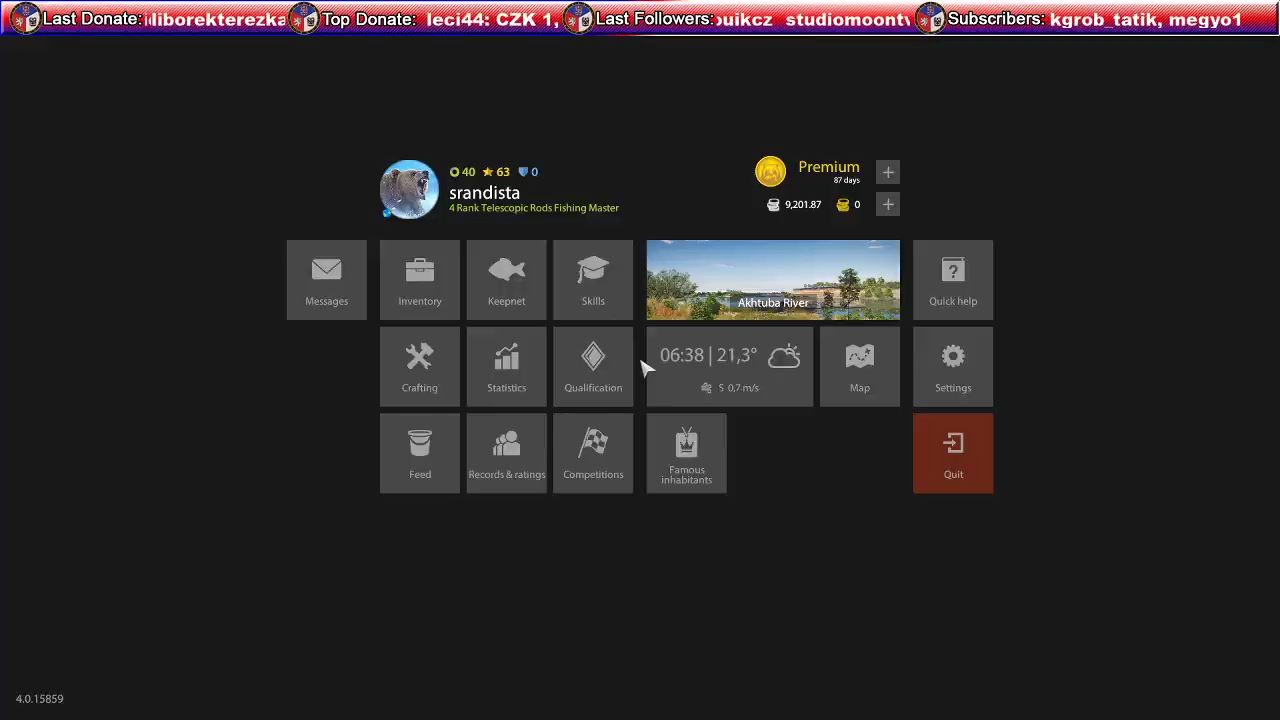 Last Donate: iliborekterezka
Top Donate: leci44: CZK 1,
Last Followers: ouikcz studiomoontv
Subscribers: kgrob_tatik, megyo1
40 63 0
srandista
4 Rank Telescopic Rods Fishing Master
Premium
87 days
9,201.87 0
Messages
Inventory
Keepnet
Skills
Akhtuba River
Quick help
Crafting
Statistics
Qualification
06:38 | 21,3°
5 0,7 m/s
Map
Settings
Feed
Records & ratings
Competitions
Famous
inhabitants
Quit
4.0.15859